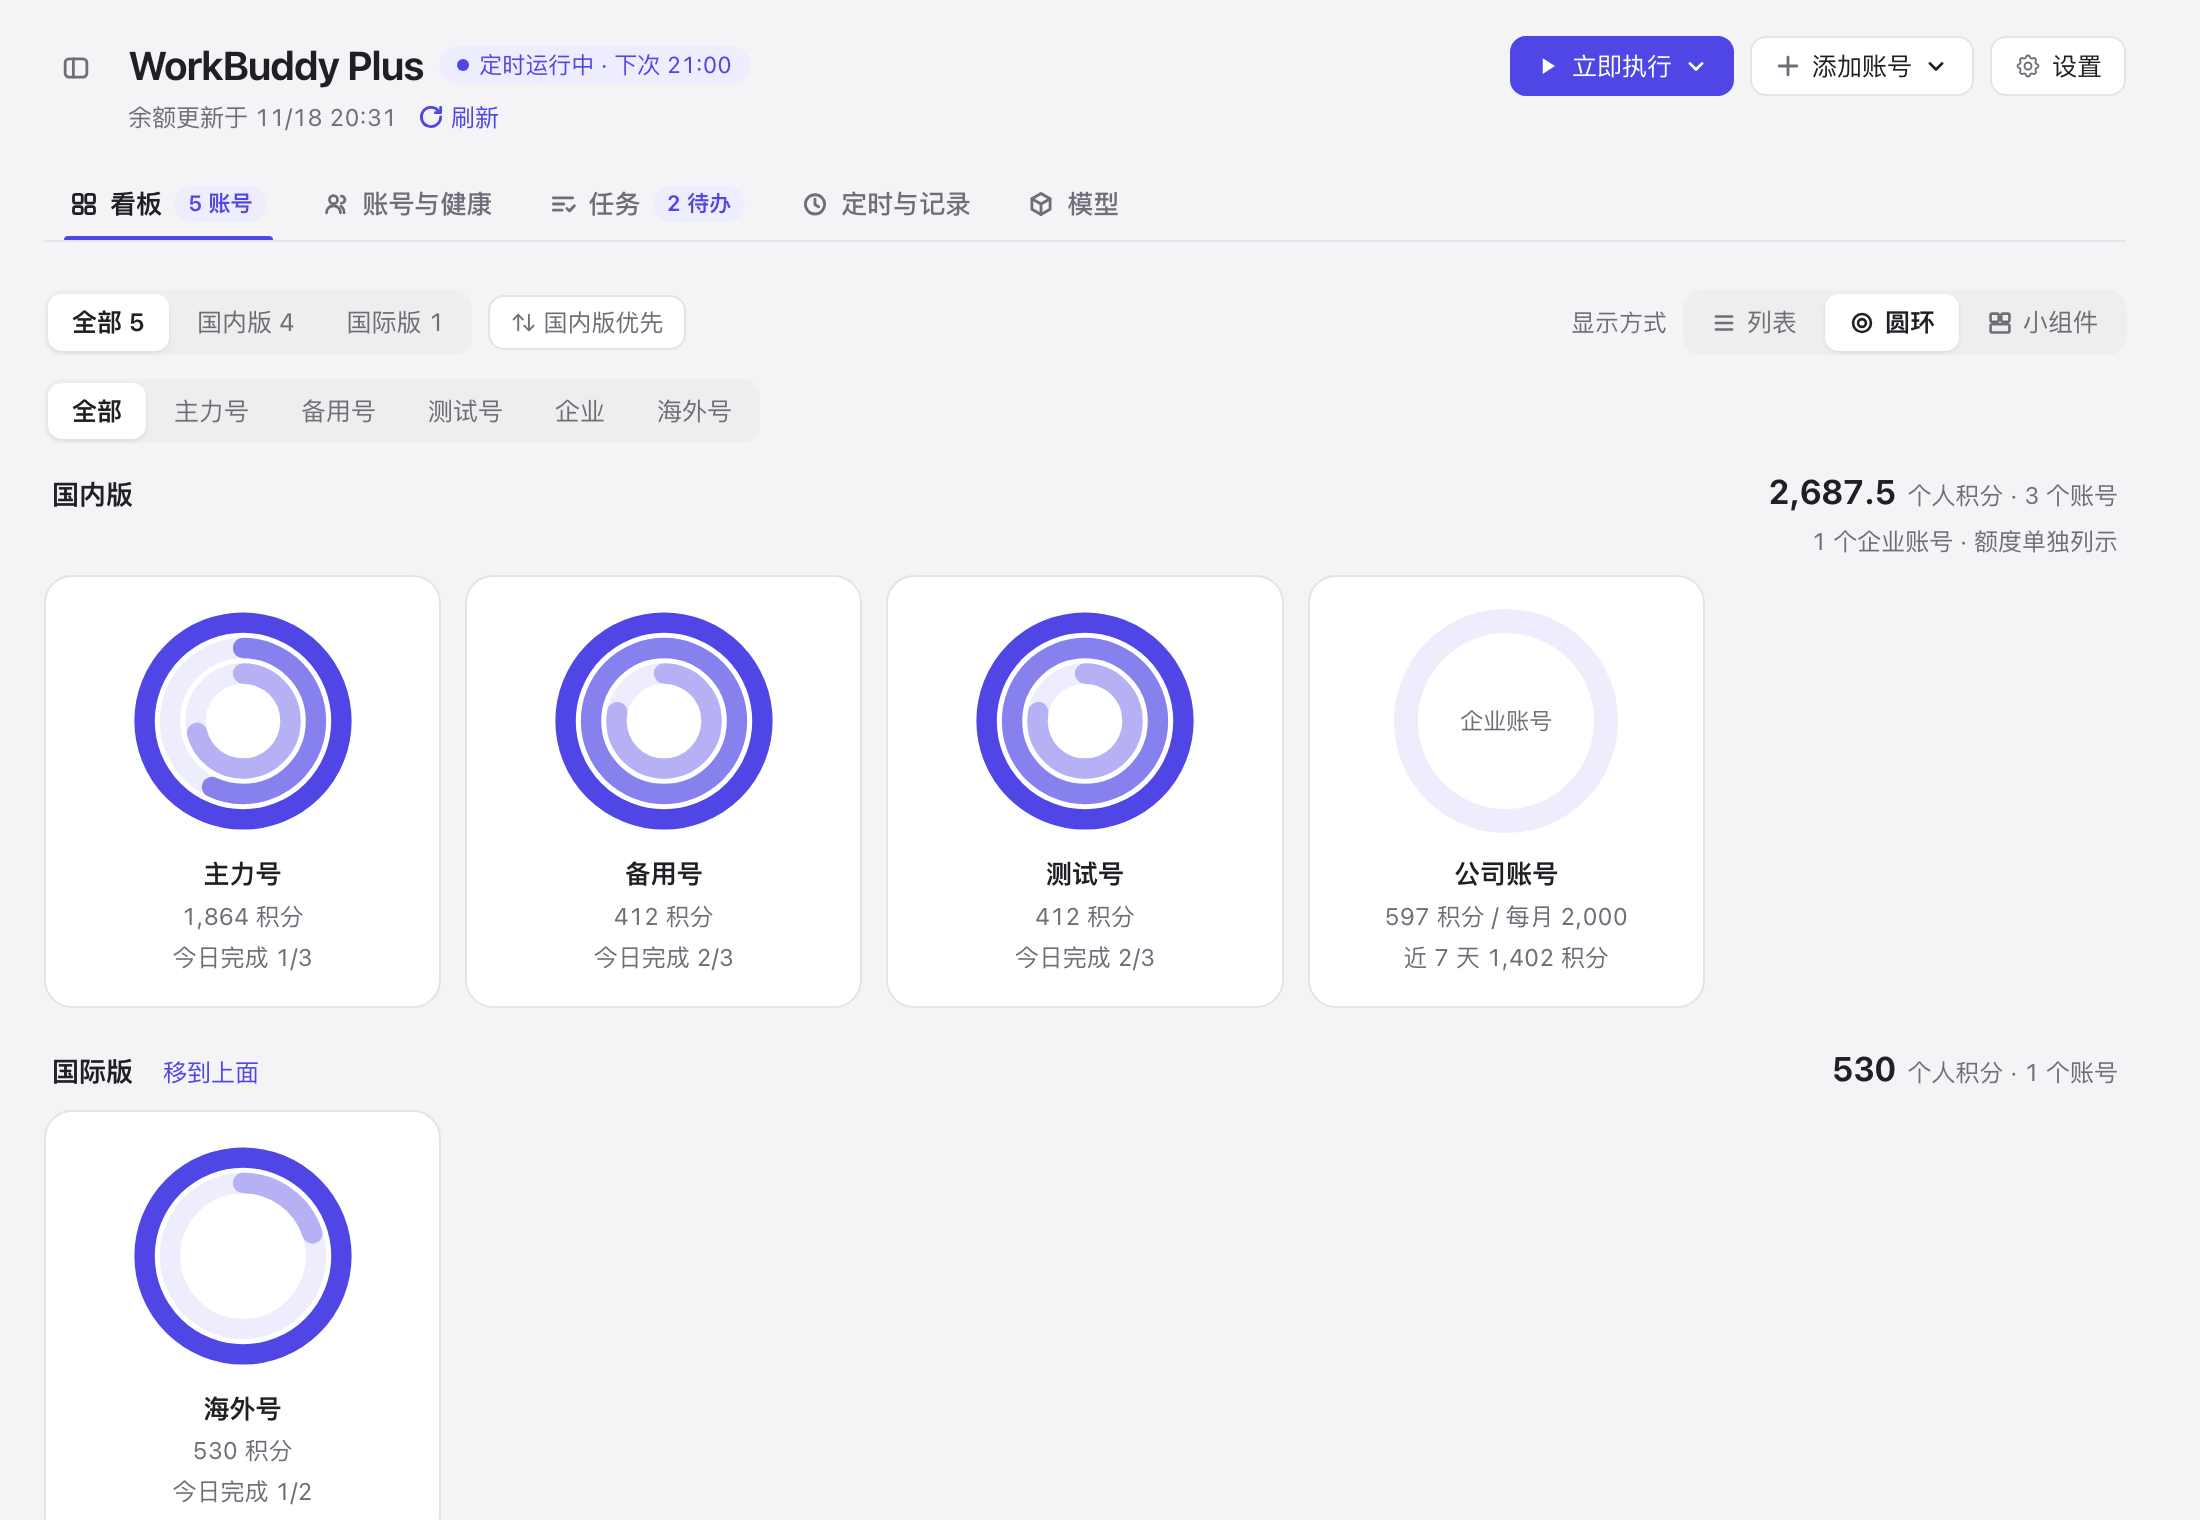 WorkBuddy Plus 定时运行中 · 下次 21:00
立即执行 添加账号 设置
余额更新于 11/18 20:31 刷新
看板 5 账号 账号与健康 任务 2 待办 定时与记录 模型
全部 5 国内版 4 国际版 1 国内版优先 显示方式 列表 圆环 小组件
全部 主力号 备用号 测试号 企业 海外号
国内版 2,687.5 个人积分 · 3 个账号
1 个企业账号 · 额度单独列示
企业账号
主力号 备用号 测试号 公司账号
1,864 积分 412 积分 412 积分 597 积分 / 每月 2,000
今日完成 1/3 今日完成 2/3 今日完成 2/3 近 7 天 1,402 积分
国际版 移到上面 530 个人积分 · 1 个账号
海外号
530 积分
今日完成 1/2